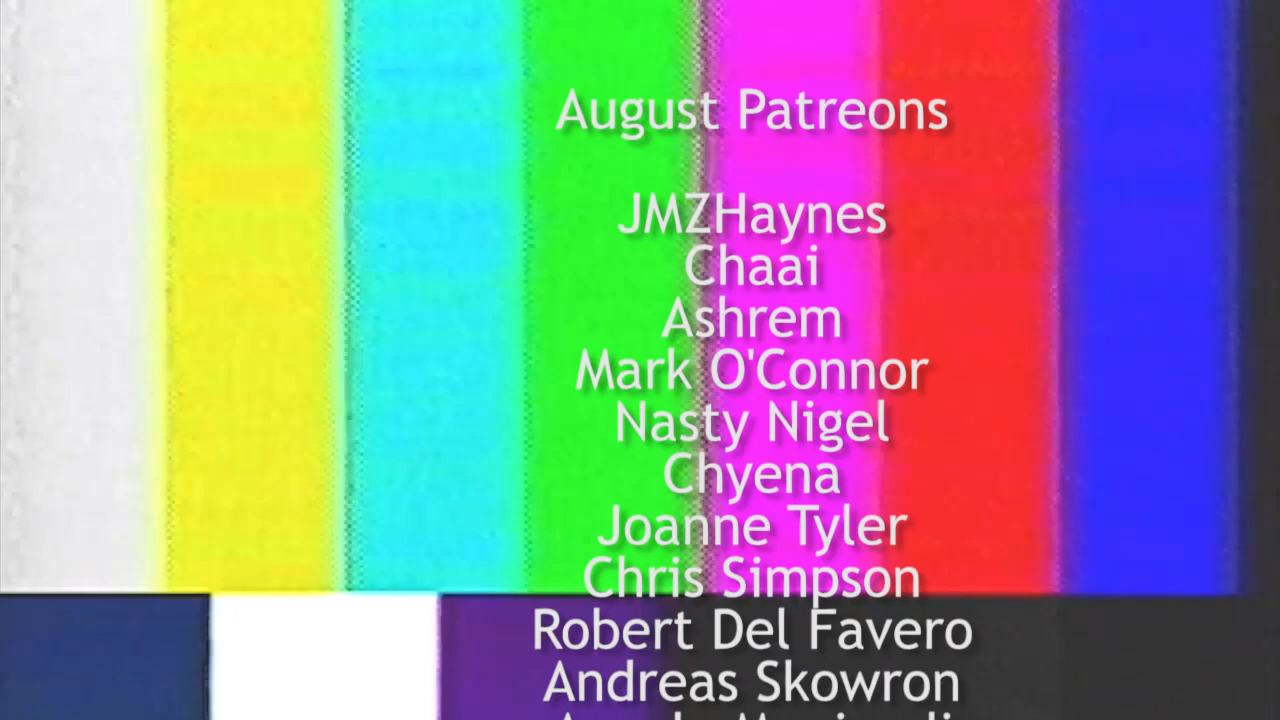 August Patreons
JMZHaynes
Chaai
Ashrem
Mark O'Connor
Nasty Nigel
Chyena
Joanne Tyler
Chris Simpson
Robert Del Favero
Andreas Skowron